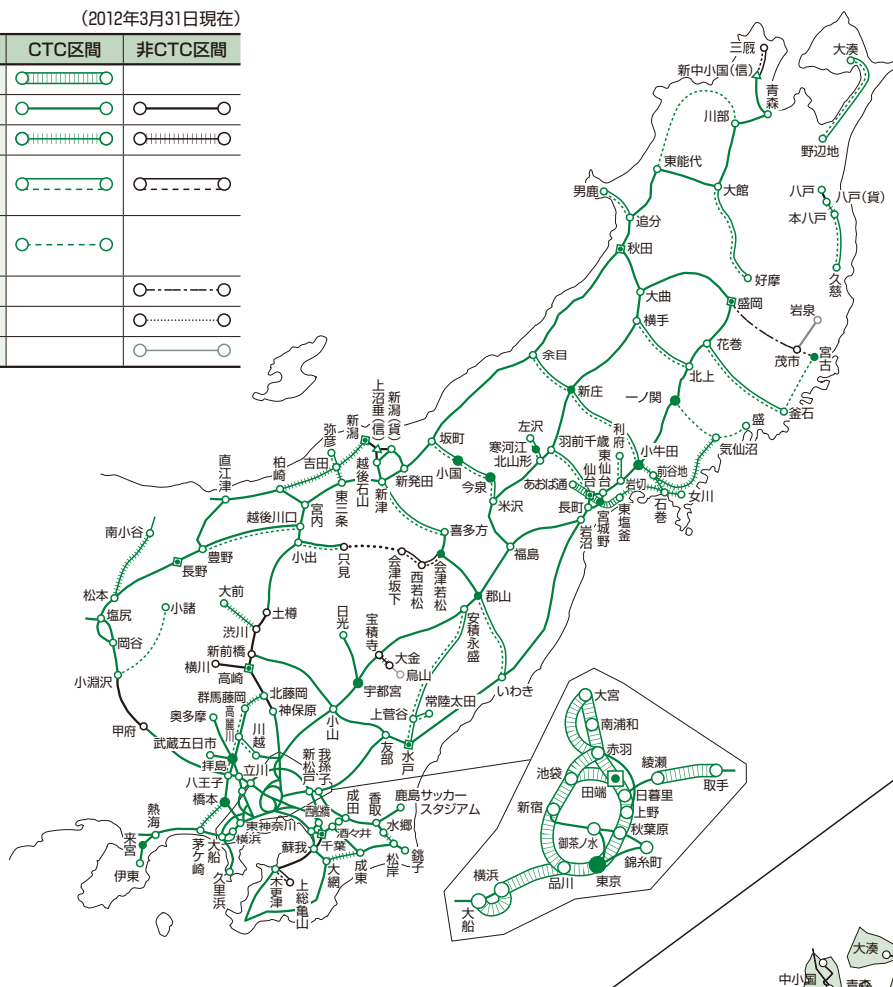 （2012年3月31日現在）
CTC区間
非CTC区間
三厩
大湊
新中小国（信）
青森
川部
野辺地
東能代
大館
男鹿
八戸
八戸（貨）
本八戸
追分
秋田
好摩
久慈
大曲
盛岡
岩泉
横手
花巻
宮古
茂市
余目
北上
新庄
一ノ関
釜石
盛
気仙沼
上沼垂（信）
新潟（貨）
新潟
弥彦
吉田
坂町
左沢
寒河江
北山形
羽前千歳
利府
小牛田
小国
今泉
東仙台
仙台
前谷地
直江津
柏崎
越後石山
新発田
あおば通
岩切
女川
東三条
新津
米沢
長町
宮城野
東塩釜
石巻
宮内
岩沼
越後川口
喜多方
南小谷
豊野
小出
只見
会津坂下
西若松
会津若松
福島
長野
松本
大前
小諸
土樽
日光
宝積寺
郡山
塩尻
渋川
安積永盛
岡谷
新前橋
大金
烏山
横川
高崎
小淵沢
宇都宮
いわき
群馬藤岡
北藤岡
常陸太田
奥多摩
高麗川
神保原
小山
上菅谷
甲府
川越
友部
水戸
武蔵五日市
新松戸
我孫子
拝島
立川
八王子
成田
香取
鹿島サッカー
スタジアム
橋本
西船橋
熱海
東神奈川
酒々井
水郷
来宮
横浜
千葉
蘇我
松岸
銚子
茅ケ崎
大船
成東
伊東
久里浜
大網
木更津
上総亀山
大宮
南浦和
赤羽
綾瀬
池袋
田端
日暮里
取手
新宿
上野
秋葉原
御茶ノ水
錦糸町
横浜
品川
東京
大船
大湊
中小国
青森